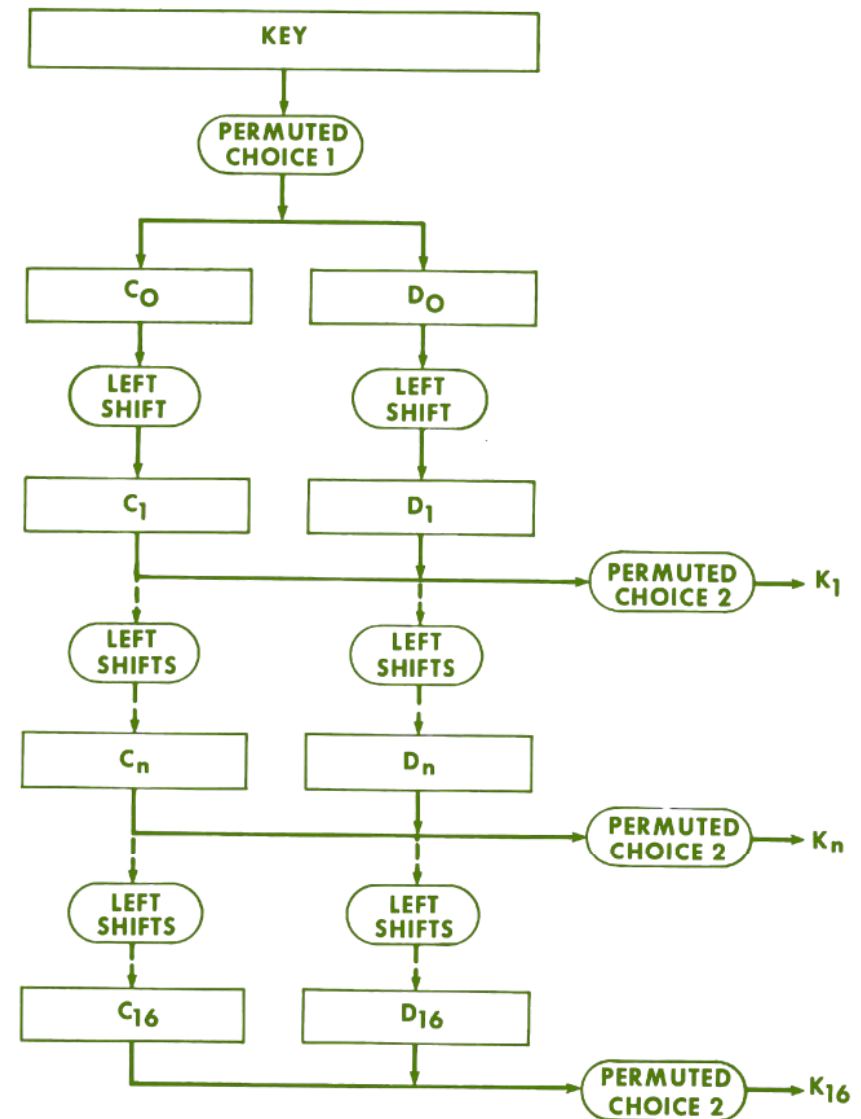 KEY
PERMUTED
CHOICE 1
C0 D0
LEFT
SHIFT
LEFT
SHIFT
C1 D1
PERMUTED
CHOICE 2
K1
LEFT
SHIFTS
LEFT
SHIFTS
Cn Dn
PERMUTED
CHOICE 2
Kn
LEFT
SHIFTS
LEFT
SHIFTS
C16 D16
PERMUTED
CHOICE 2
K16